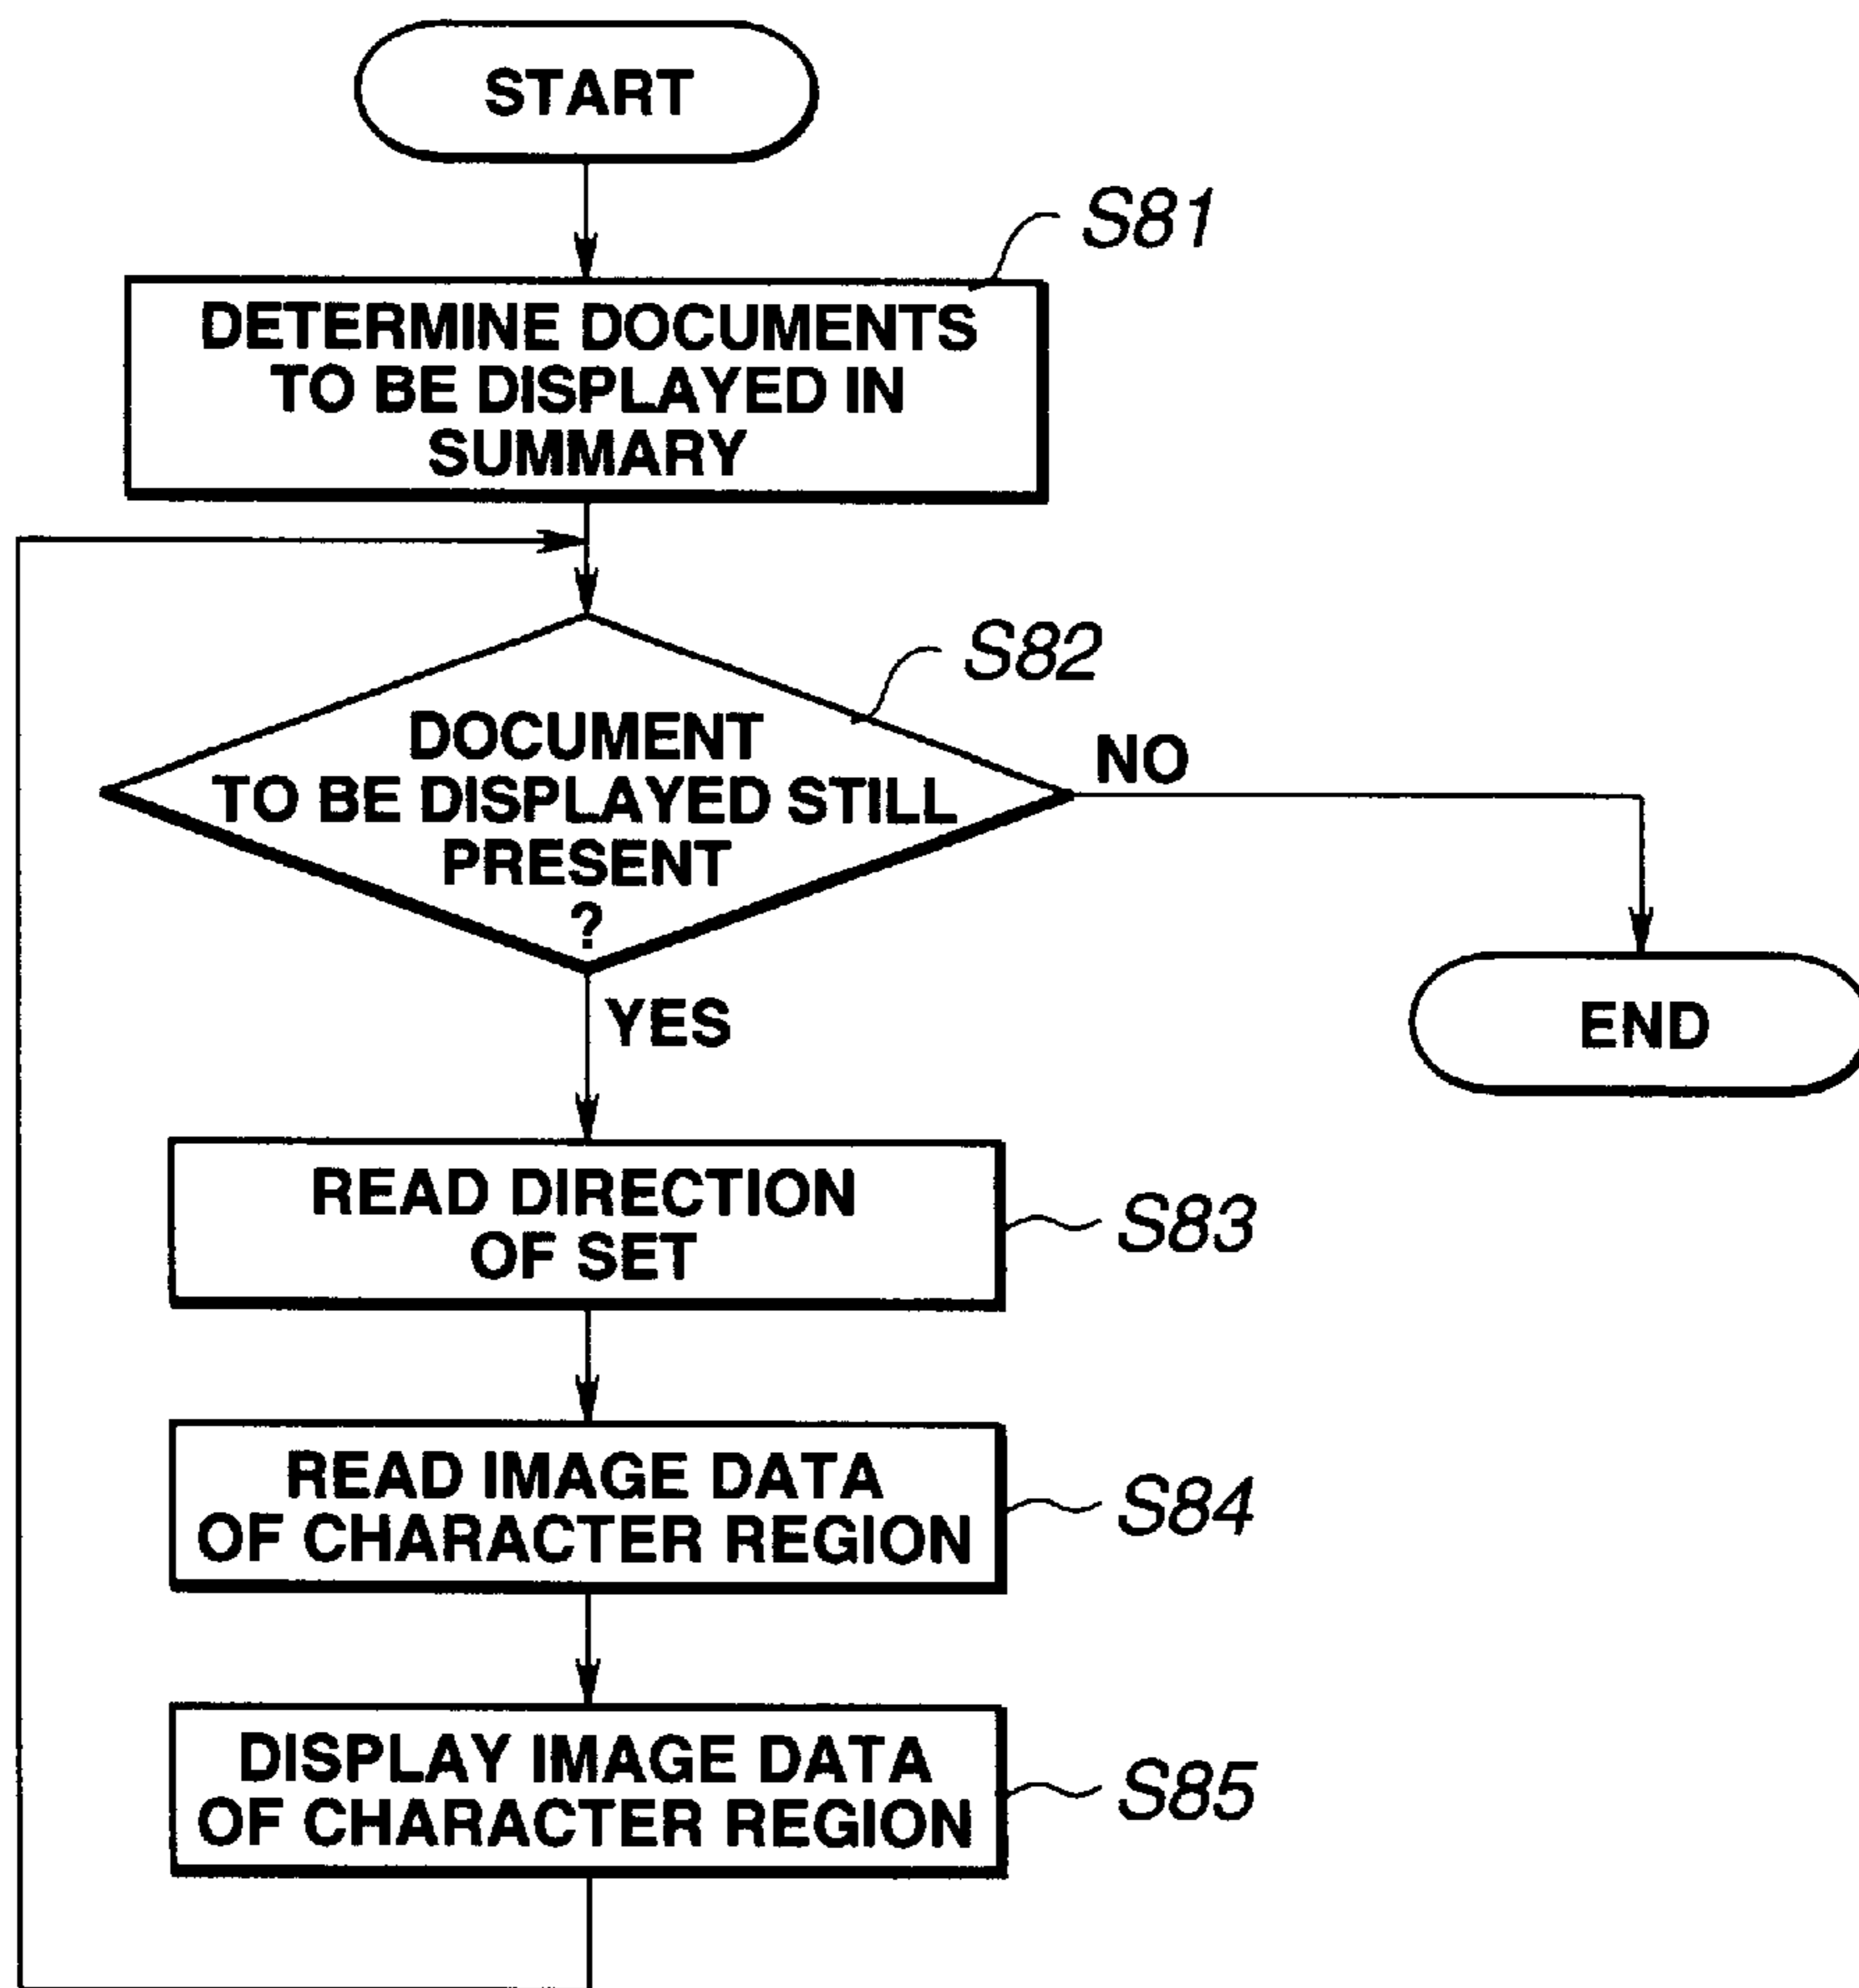 START
S81
DETERMINE DOCUMENTS
TO BE DISPLAYED IN
SUMMARY
S82
DOCUMENT
TO BE DISPLAYED STILL
PRESENT
?
NO
YES
END
READ DIRECTION
OF SET
S83
READ IMAGE DATA
OF CHARACTER REGION
S84
DISPLAY IMAGE DATA
OF CHARACTER REGION
S85